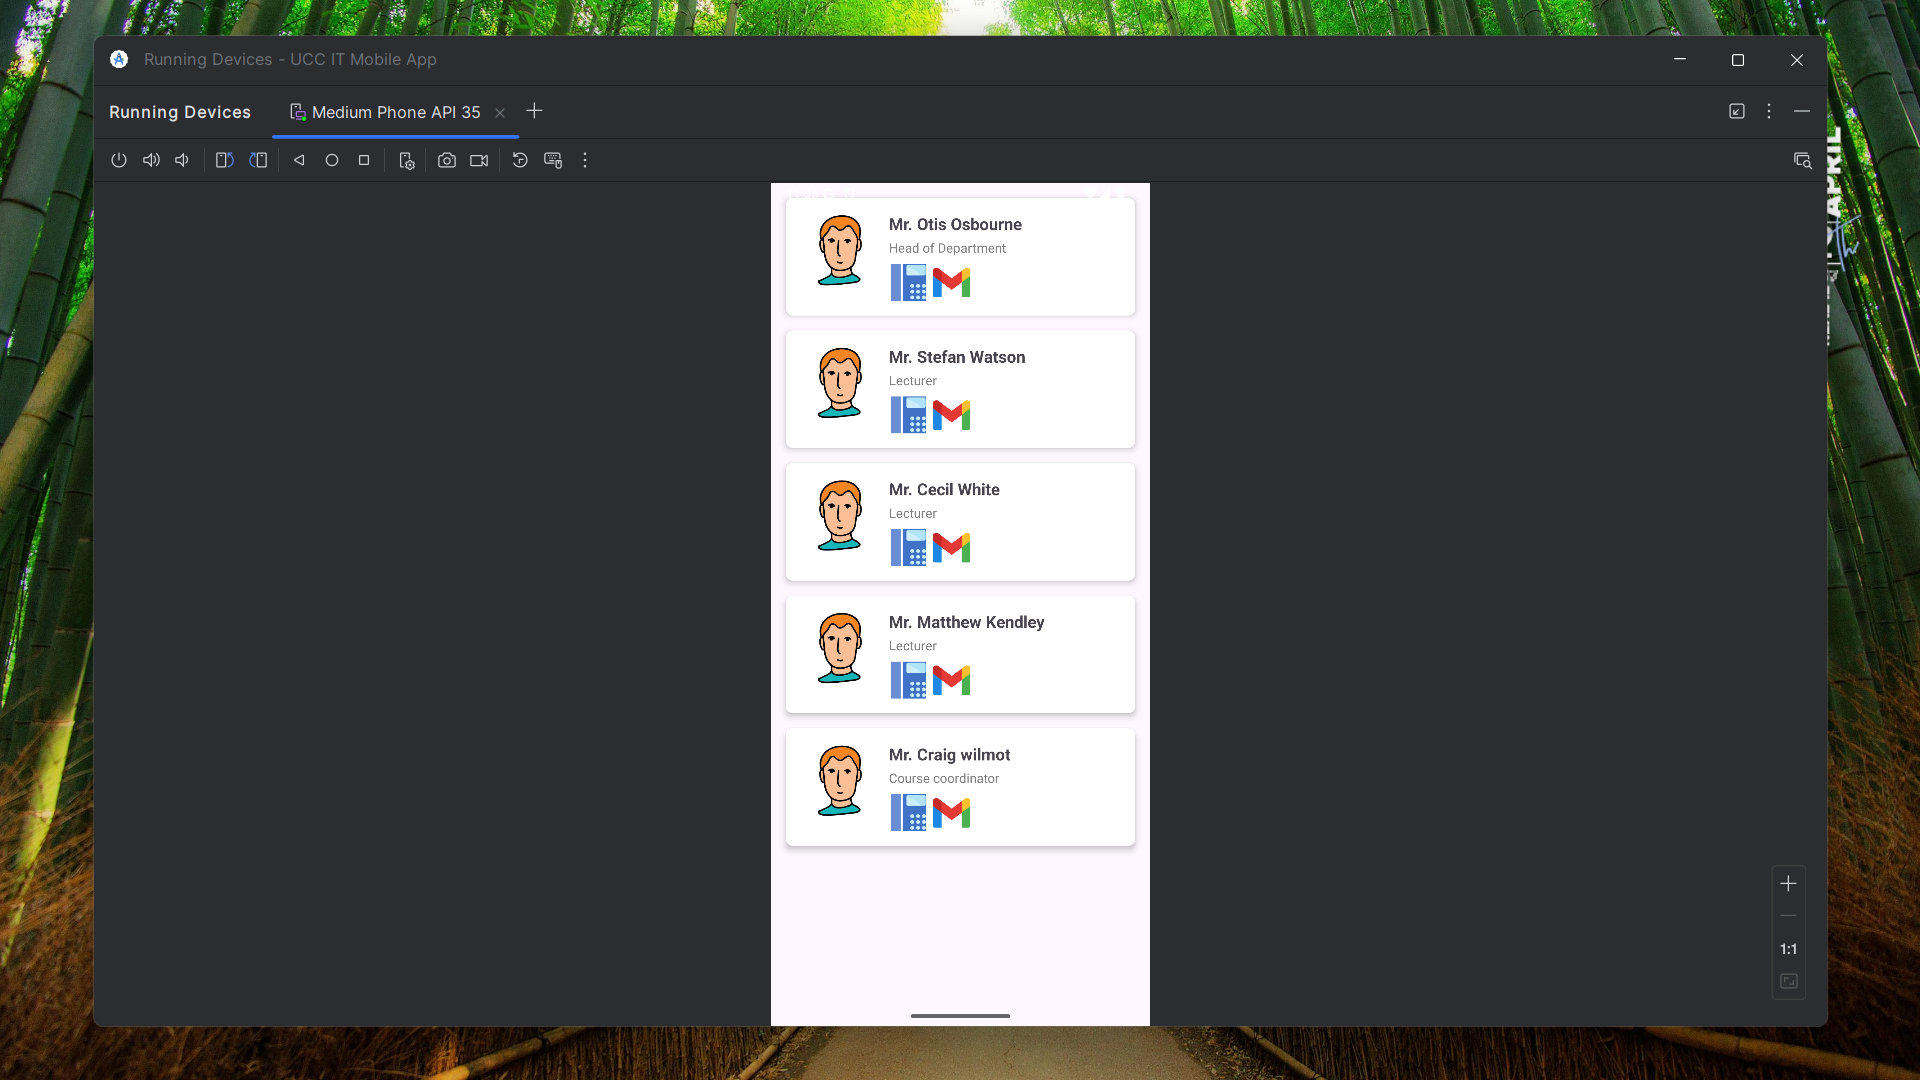 Running Devices - UCC IT Mobile App
Running Devices
Medium Phone API 35
Mr. Otis Osbourne
Head of Department
Mr. Stefan Watson
Lecturer
Mr. Cecil White
Lecturer
Mr. Matthew Kendley
Lecturer
Mr. Craig wilmot
Course coordinator
1:1
APRIL